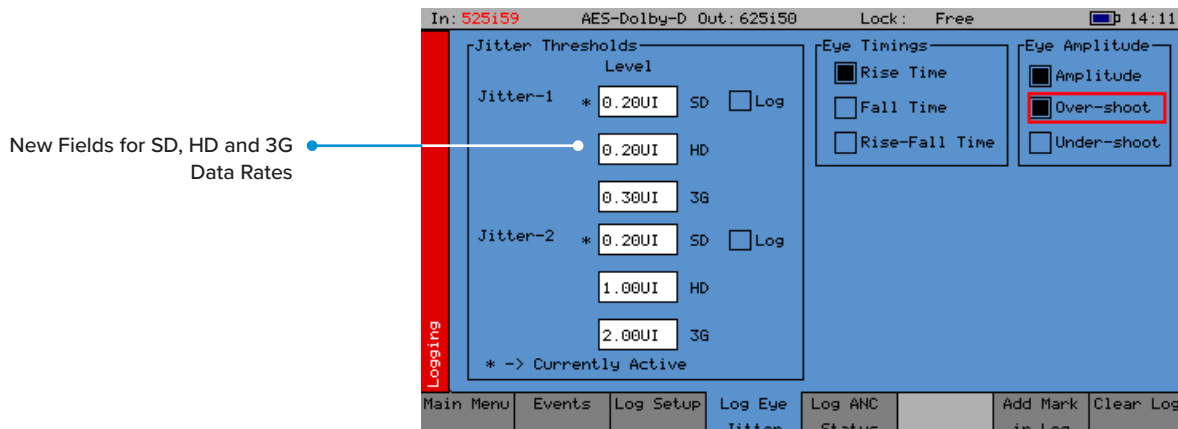 In: 525i59 AES-Dolby-D Out: 625i50 Lock: Free 14:11
New Fields for SD, HD and 3G
Data Rates
Logging
Jitter Thresholds
Level
Jitter-1 * 0.20UI SD Log
0.20UI HD
0.30UI 3G
Jitter-2 * 0.20UI SD Log
1.00UI HD
2.00UI 3G
* -> Currently Active
Eye Timings
Rise Time
Fall Time
Rise-Fall Time
Eye Amplitude
Amplitude
Over-shoot
Under-shoot
Main Menu Events Log Setup Log Eye Log ANC Add Mark Clear Log
Jitter Status in Log